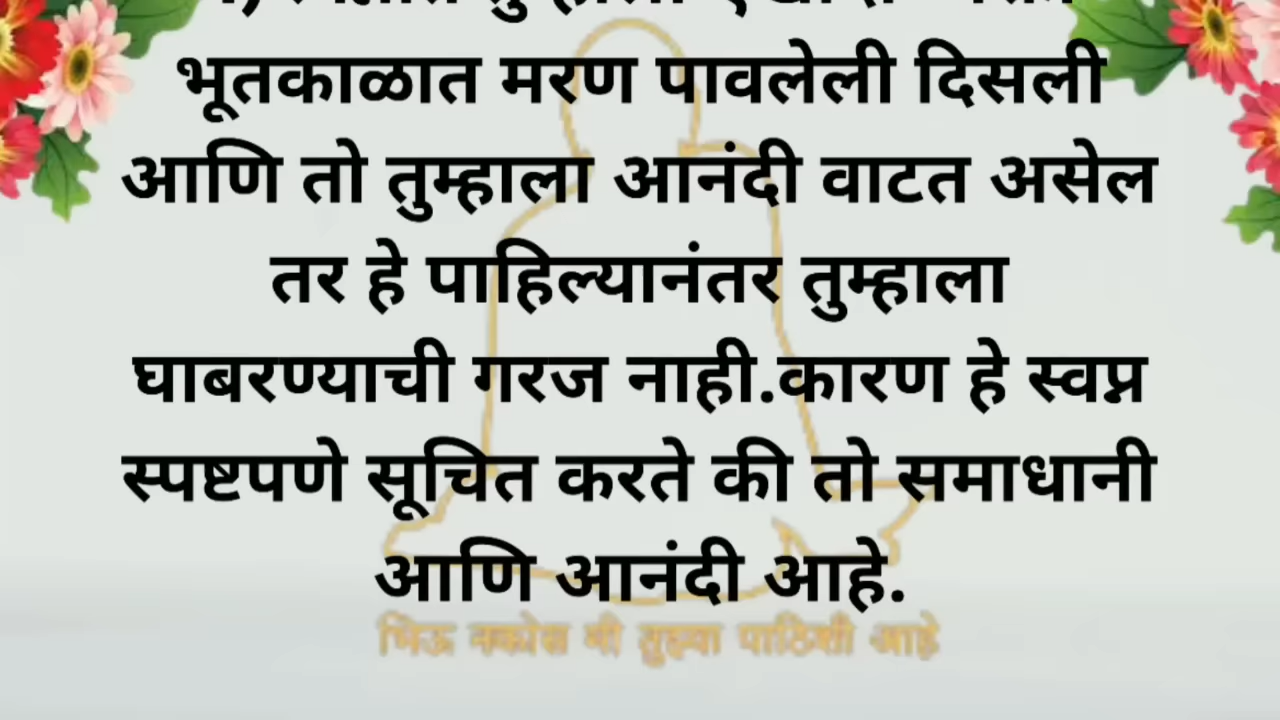 भूतकाळात मरण पावलेली दिसली
आणि तो तुम्हाला आनंदी वाटत असेल
तर हे पाहिल्यानंतर तुम्हाला
घाबरण्याची गरज नाही.कारण हे स्वप्न
स्पष्टपणे सूचित करते की तो समाधानी
आणि आनंदी आहे.
भिऊ नकोस मी तुझ्या पाठिशी आहे